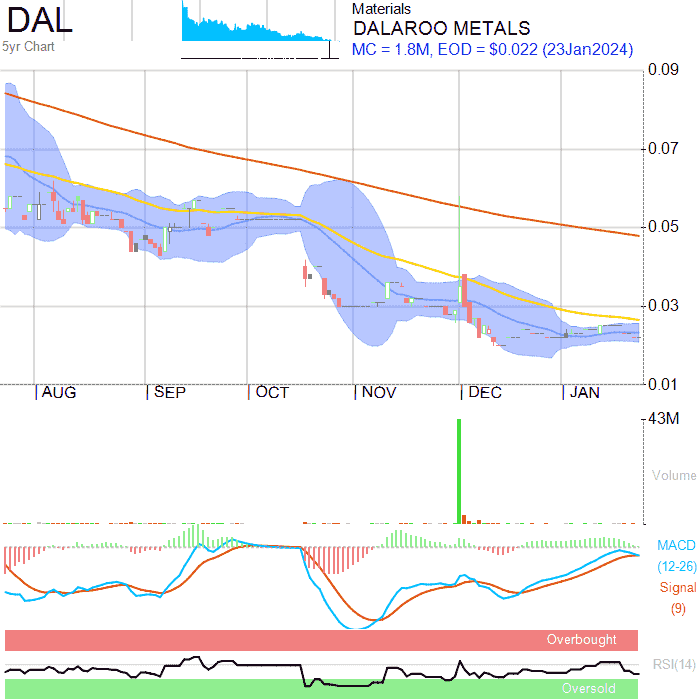 DAL
5yr Chart
Materials
DALAROO METALS
MC = 1.8M, EOD = $0.022 (23Jan2024)
0.09
0.07
0.05
0.03
0.01
AUG SEP OCT NOV DEC JAN
43M
Volume
MACD
(12-26)
Signal
(9)
Overbought
RSI(14)
Oversold